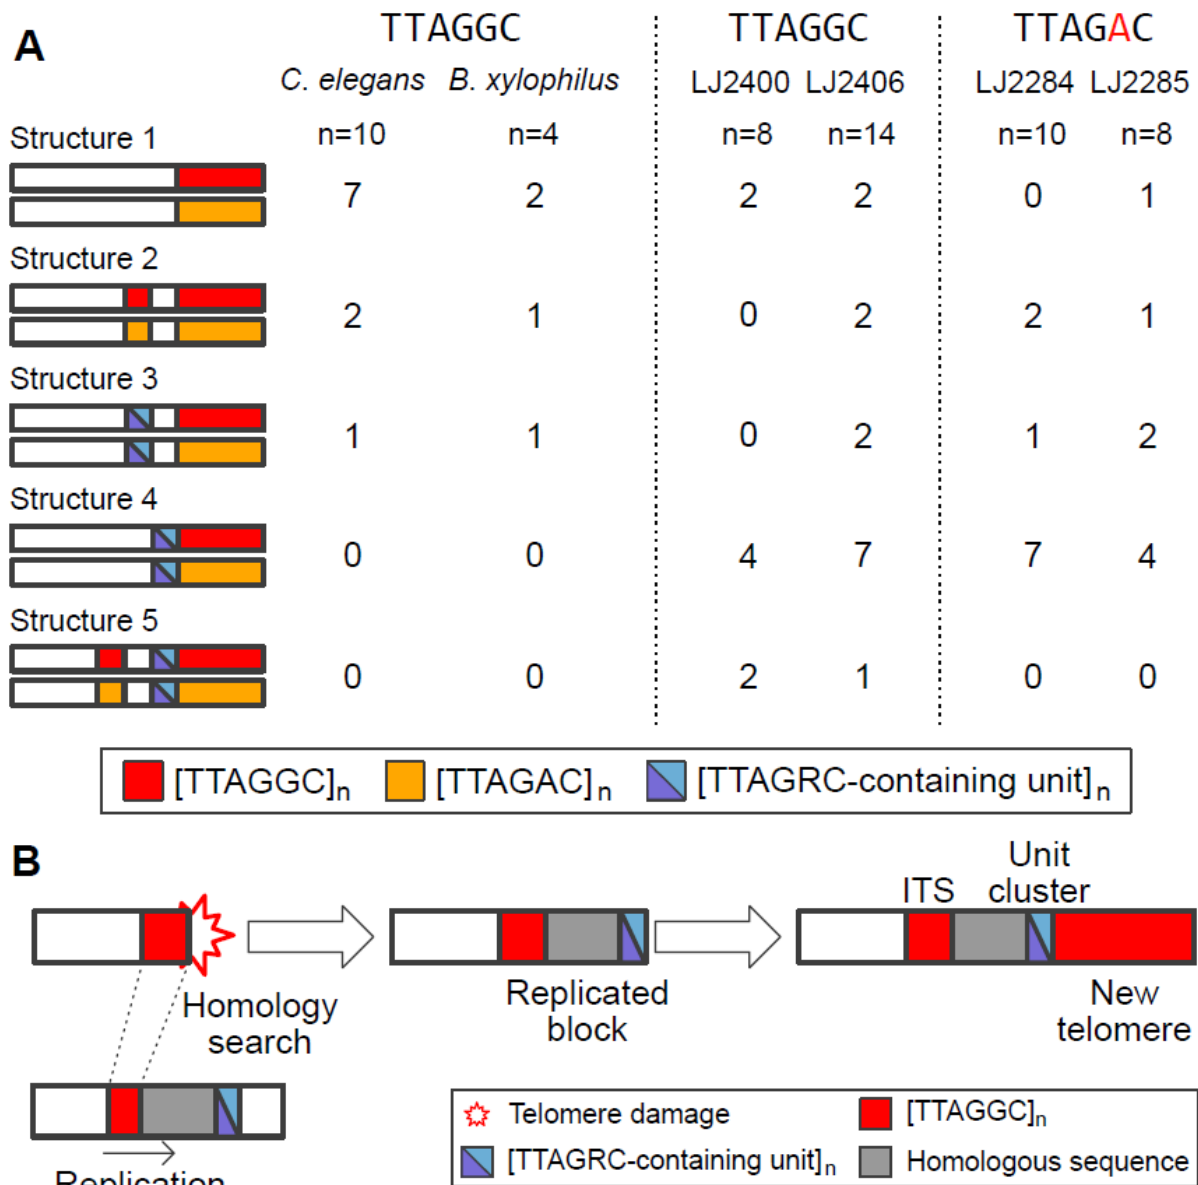 A
TTAGGC TTAGGC TTAGAC
C. elegans B. xylophilus LJ2400 LJ2406 LJ2284 LJ2285
n=10 n=4 n=8 n=14 n=10 n=8
Structure 1
7 2 2 2 0 1
Structure 2
2 1 0 2 2 1
Structure 3
1 1 0 2 1 2
Structure 4
0 0 4 7 7 4
Structure 5
0 0 2 1 0 0
[TTAGGC]n [TTAGAC]n [TTAGRC-containing unit]n
B
Homology
search
Replication
Replicated
block
ITS
Unit
cluster
New
telomere
Telomere damage
[TTAGGC]n
[TTAGRC-containing unit]n
Homologous sequence